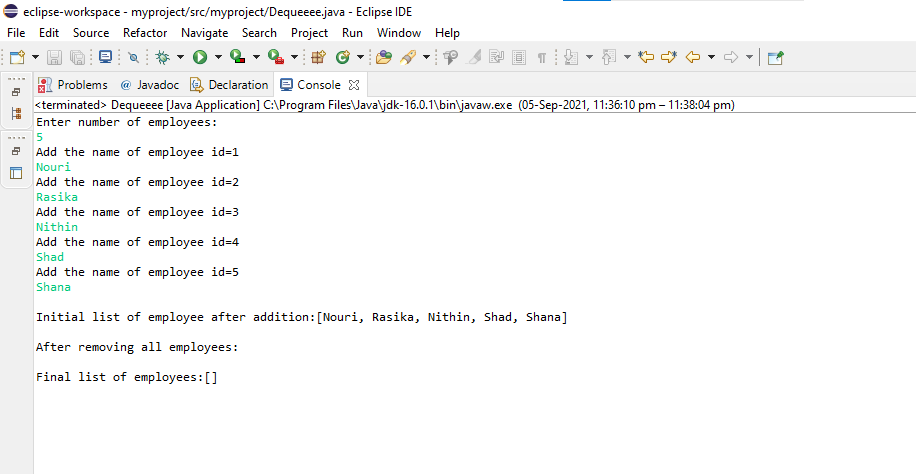 eclipse-workspace - myproject/src/myproject/Dequeeee.java - Eclipse IDE
File Edit Source Refactor Navigate Search Project Run Window Help
Problems @ Javadoc Declaration Console
<terminated> Dequeeee [Java Application] C:\Program Files\Java\jdk-16.0.1\bin\javaw.exe (05-Sep-2021, 11:36:10 pm – 11:38:04 pm)
Enter number of employees:
5
Add the name of employee id=1
Nouri
Add the name of employee id=2
Rasika
Add the name of employee id=3
Nithin
Add the name of employee id=4
Shad
Add the name of employee id=5
Shana
Initial list of employee after addition:[Nouri, Rasika, Nithin, Shad, Shana]
After removing all employees:
Final list of employees:[]